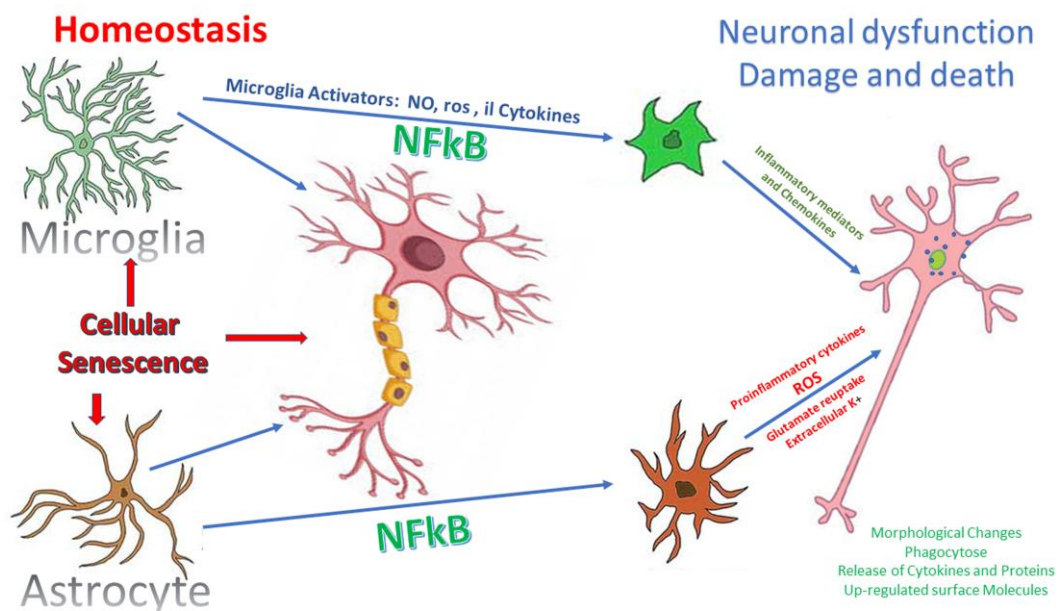 Homeostasis
Neuronal dysfunction
Damage and death
Microglia Activators: NO, ros , il Cytokines
NFkB
Inflammatory mediators
and Chemokines
Microglia
Cellular
Senescence
Proinflammatory cytokines
ROS
Glutamate reuptake
Extracellular K+
NFkB
Astrocyte
Morphological Changes
Phagocytose
Release of Cytokines and Proteins
Up-regulated surface Molecules